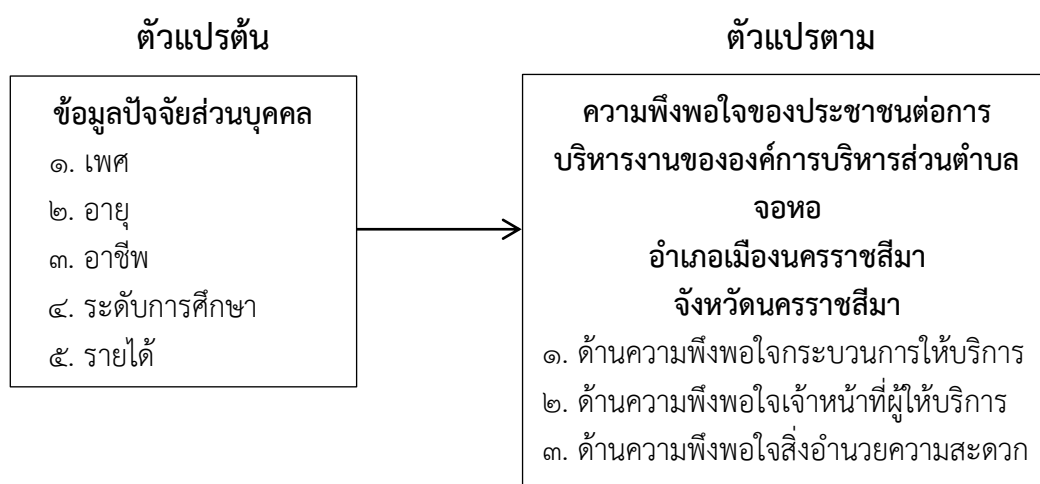 ตัวแปรต้น
ข้อมูลปัจจัยส่วนบุคคล
๑. เพศ
๒. อายุ
๓. อาชีพ
๔. ระดับการศึกษา
๕. รายได้
ตัวแปรตาม
ความพึงพอใจของประชาชนต่อการ
บริหารงานขององค์การบริหารส่วนตำบล
จอหอ
อำเภอเมืองนครราชสีมา
จังหวัดนครราชสีมา
๑. ด้านความพึงพอใจกระบวนการให้บริการ
๒. ด้านความพึงพอใจเจ้าหน้าที่ผู้ให้บริการ
๓. ด้านความพึงพอใจสิ่งอำนวยความสะดวก